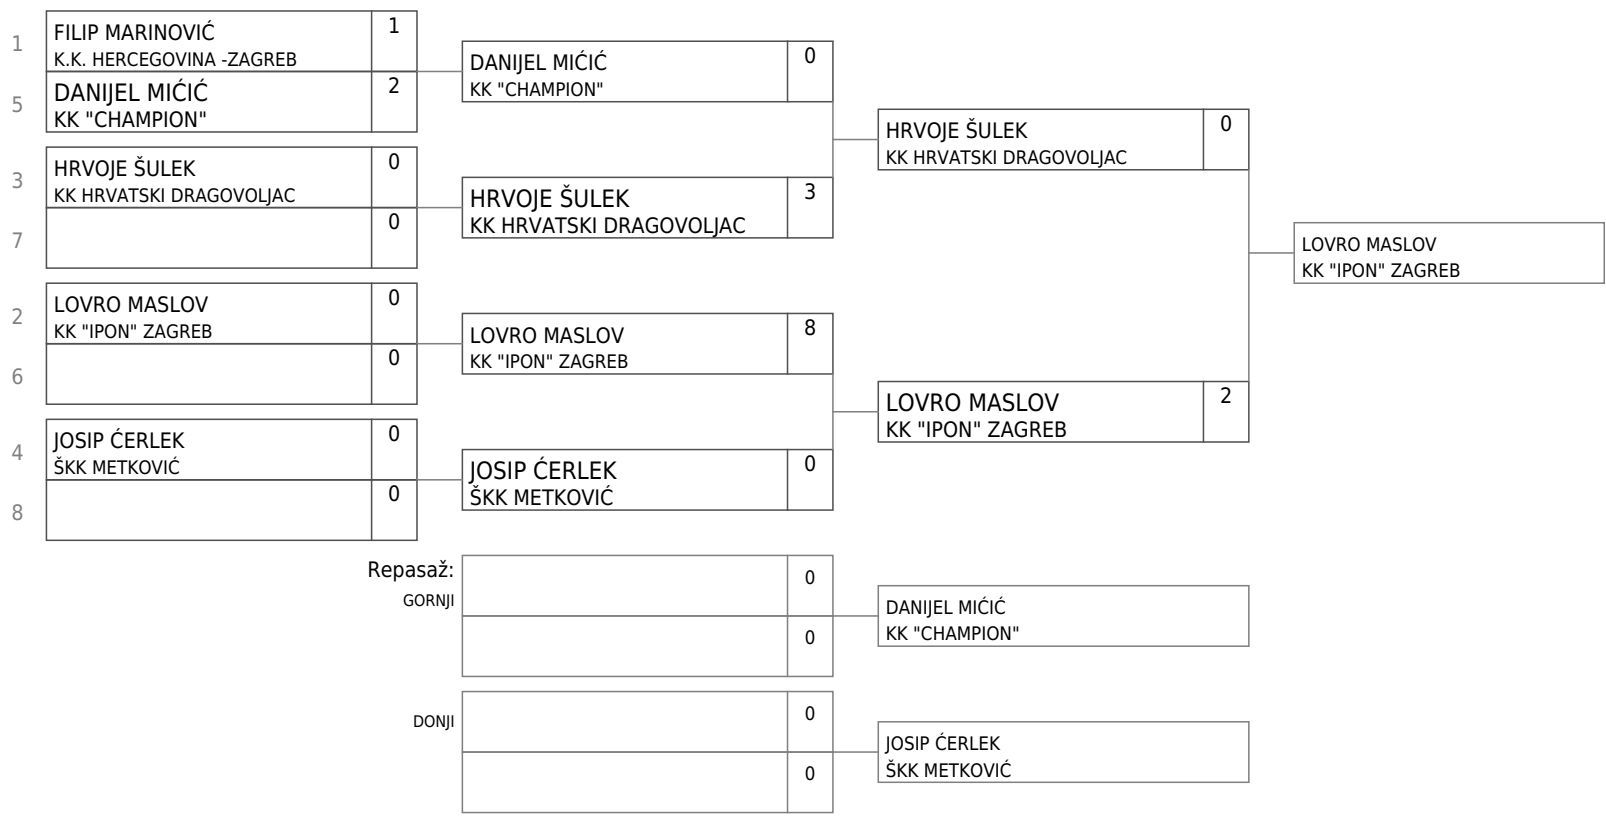 1
FILIP MARINOVIĆ
K.K. HERCEGOVINA -ZAGREB
1
5
DANIJEL MIĆIĆ
KK "CHAMPION"
2
3
HRVOJE ŠULEK
KK HRVATSKI DRAGOVOLJAC
0
7
0
2
LOVRO MASLOV
KK "IPON" ZAGREB
0
6
0
4
JOSIP ĆERLEK
ŠKK METKOVIĆ
0
8
0
DANIJEL MIĆIĆ
KK "CHAMPION"
0
HRVOJE ŠULEK
KK HRVATSKI DRAGOVOLJAC
3
LOVRO MASLOV
KK "IPON" ZAGREB
8
JOSIP ĆERLEK
ŠKK METKOVIĆ
0
HRVOJE ŠULEK
KK HRVATSKI DRAGOVOLJAC
0
LOVRO MASLOV
KK "IPON" ZAGREB
2
LOVRO MASLOV
KK "IPON" ZAGREB
Repasaž:
GORNJI
0
0
DANIJEL MIĆIĆ
KK "CHAMPION"
DONJI
0
0
JOSIP ĆERLEK
ŠKK METKOVIĆ